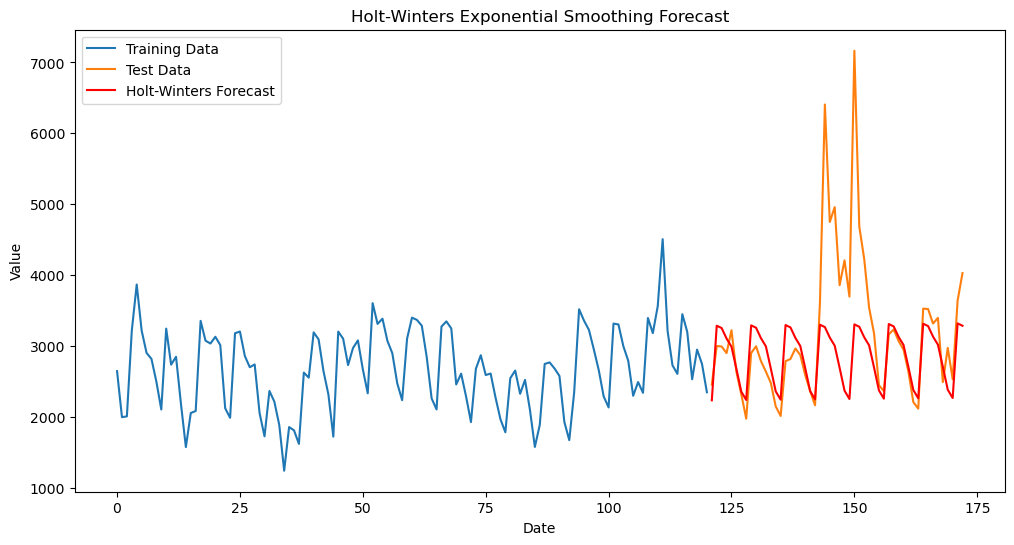 Holt-Winters Exponential Smoothing Forecast
Training Data
Test Data
Holt-Winters Forecast
Value
7000
6000
5000
4000
3000
2000
1000
0 25 50 75 100 125 150 175
Date